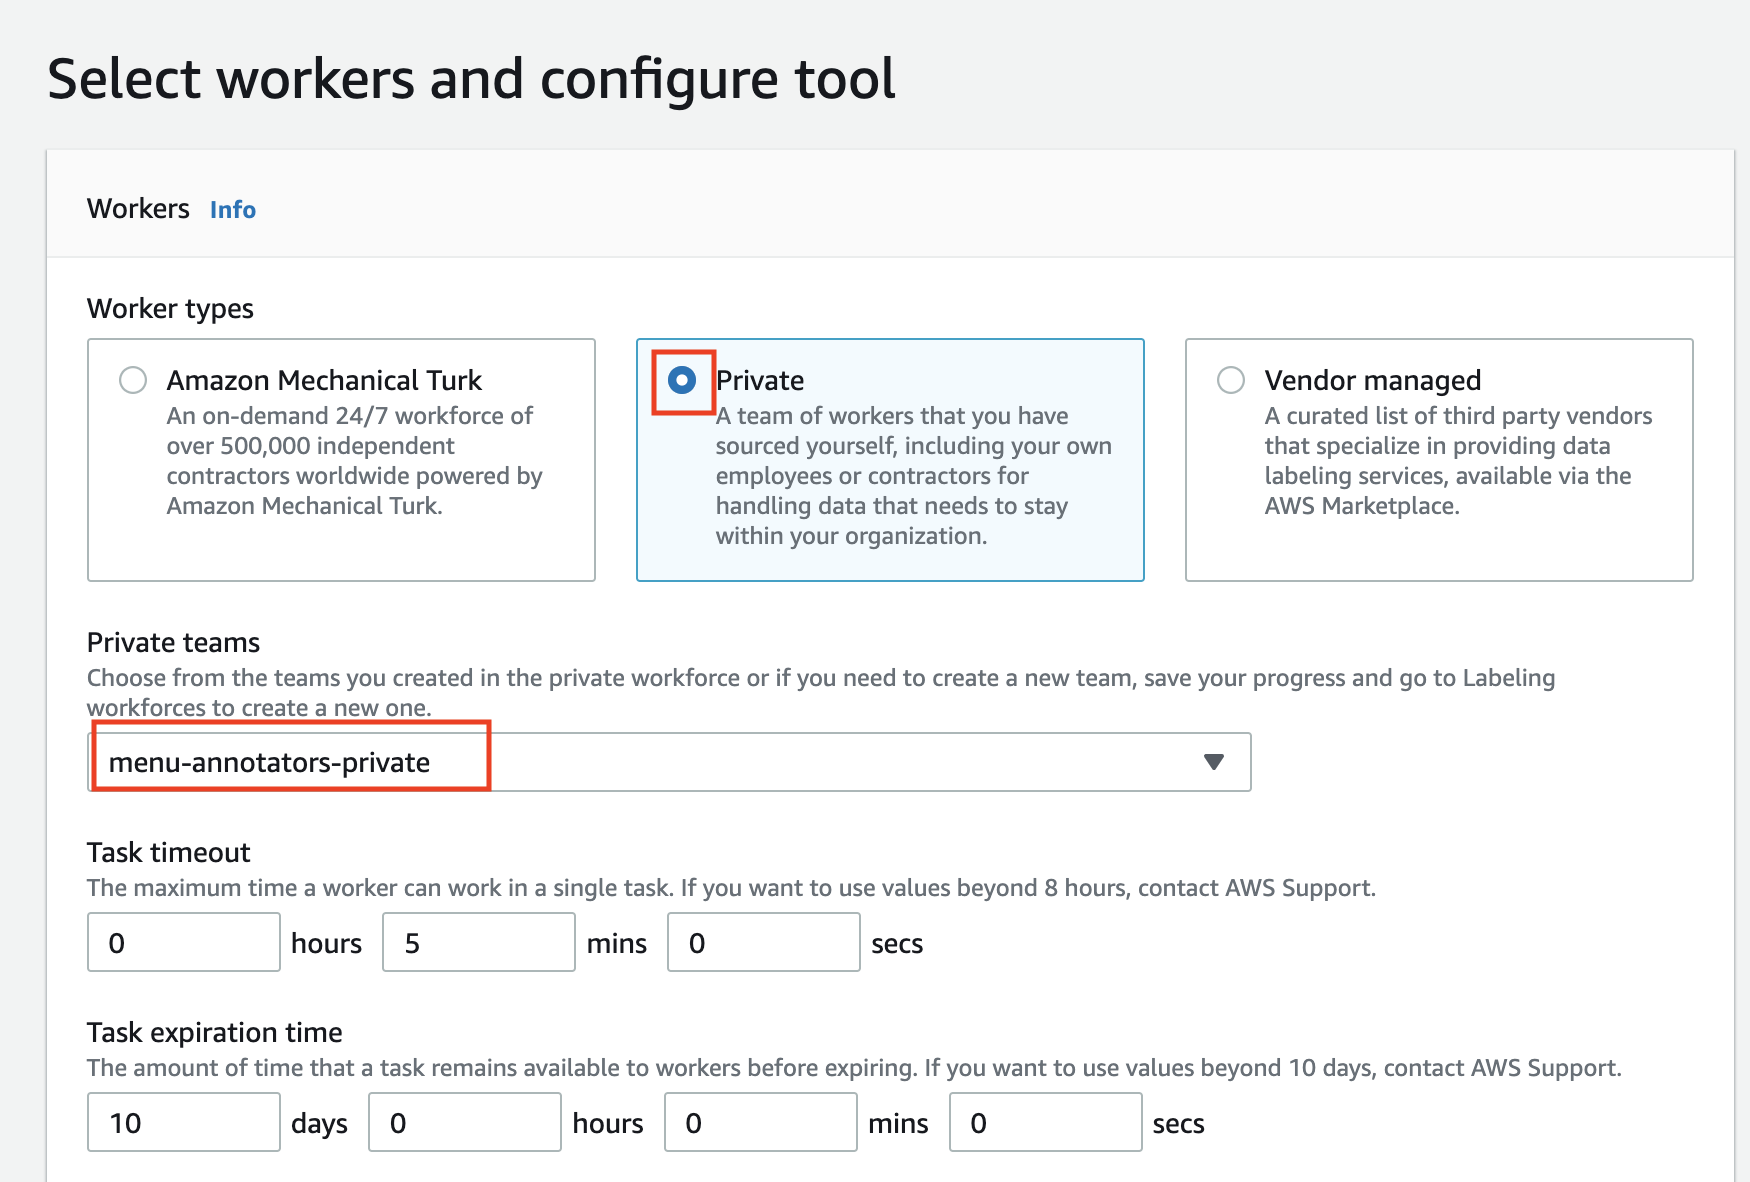 Select workers and configure tool
Workers Info
Worker types
Amazon Mechanical Turk
An on-demand 24/7 workforce of
over 500,000 independent
contractors worldwide powered by
Amazon Mechanical Turk.
Private
A team of workers that you have
sourced yourself, including your own
employees or contractors for
handling data that needs to stay
within your organization.
Vendor managed
A curated list of third party vendors
that specialize in providing data
labeling services, available via the
AWS Marketplace.
Private teams
Choose from the teams you created in the private workforce or if you need to create a new team, save your progress and go to Labeling
workforces to create a new one.
menu-annotators-private
Task timeout
The maximum time a worker can work in a single task. If you want to use values beyond 8 hours, contact AWS Support.
0 hours 5 mins 0 secs
Task expiration time
The amount of time that a task remains available to workers before expiring. If you want to use values beyond 10 days, contact AWS Support.
10 days 0 hours 0 mins 0 secs